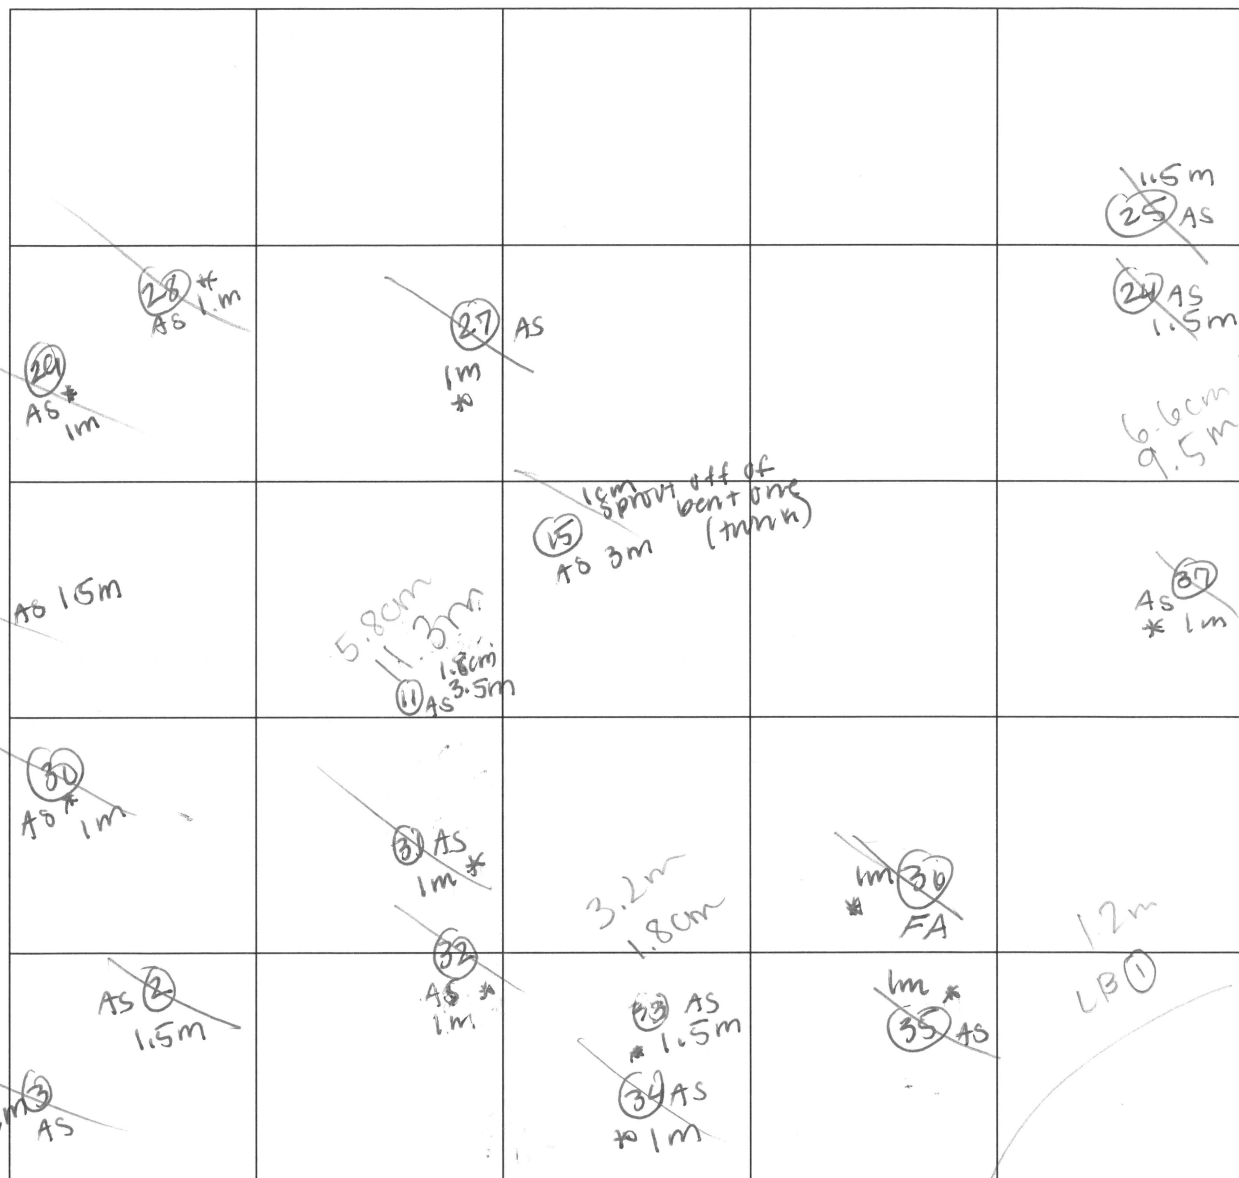 1.5m
25 AS
28 *
AS 1.m
24 AS
1.5m
27 AS
1m
*
29
AS *
1m
6.6cm
9.5m
1cm
sprout off of
bent one
(trunk)
15
AS 3m
37
AS
* 1m
AS 1.5m
5.8cm
11.3m
1.8cm
3.5m
11 AS
30
AS * 1m
31 AS
1m *
3.2m
1.8cm
1m 36
*
FA
1.2m
LB 1
32
AS *
1m
AS 2
1.5m
33 AS
* 1.5m
1m *
35 AS
34 AS
* 1m
m 3
AS